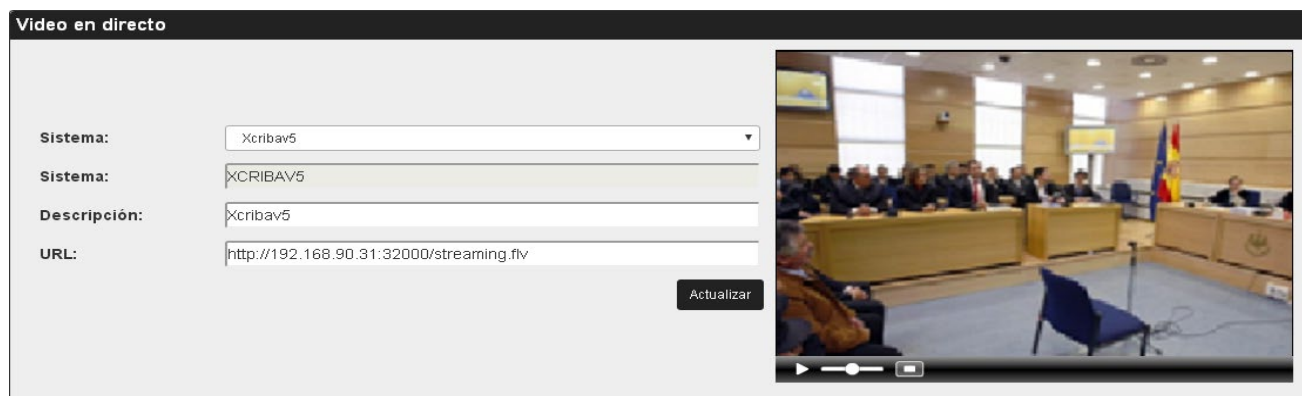 Video en directo
Sistema:
Xcribav5
Sistema:
XCRIBAV5
Descripción:
Xcribav5
URL:
http://192.168.90.31:32000/streaming.flv
Actualizar